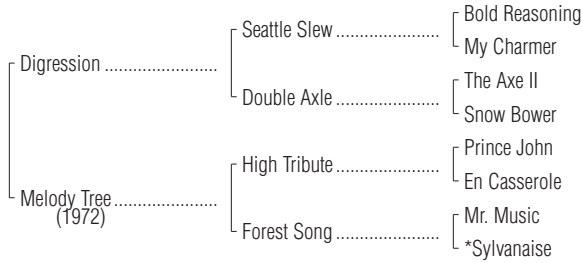 Bold Reasoning
Seattle Slew ......................
My Charmer
Digression ........................
The Axe II
Double Axle ......................
Snow Bower
Prince John
High Tribute ......................
En Casserole
Melody Tree ......................
(1972)
Mr. Music
Forest Song ......................
*Sylvanaise